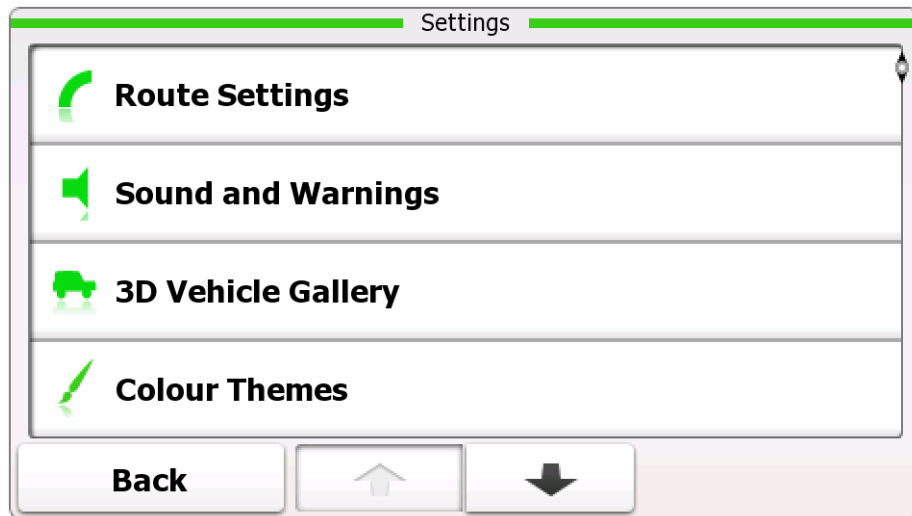 Settings
Route Settings
Sound and Warnings
3D Vehicle Gallery
Colour Themes
Back